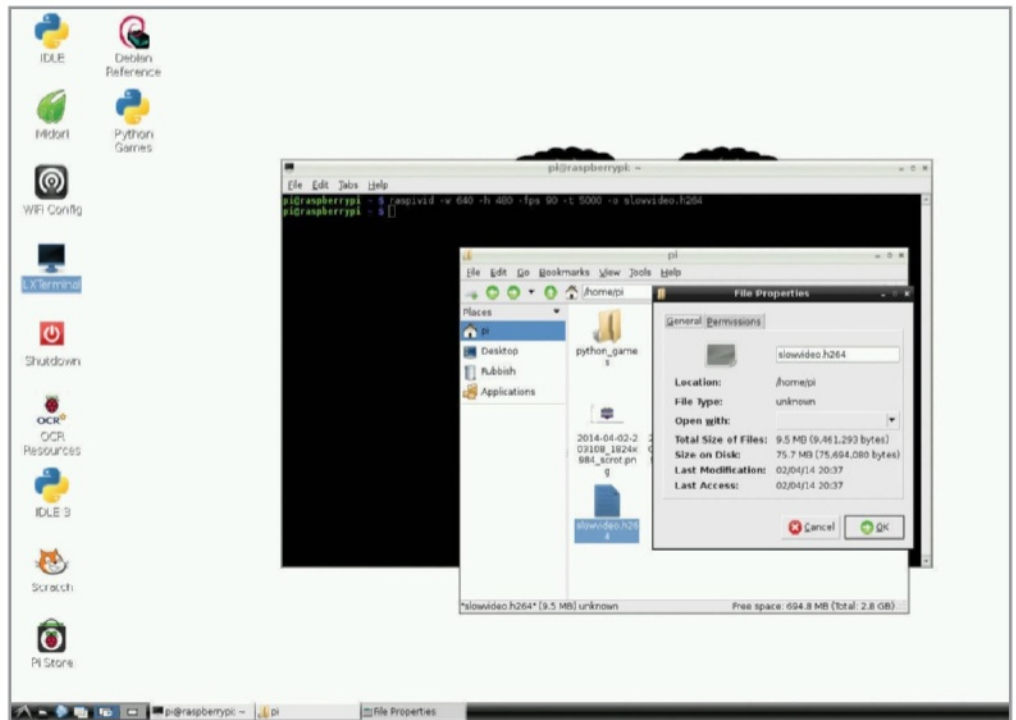 IDLE
Debian
Reference
Midori
Python
Games
WiFi Config
LXTerminal
Shutdown
OCR
OCR
Resources
IDLE 3
Scratch
Pi Store
pi@raspberrypi: ~
File Edit Tabs Help
pi@raspberrypi ~ $ raspivid -w 640 -h 480 -fps 90 -t 5000 -o slowvideo.h264
pi@raspberrypi ~ $
pi
File Edit Go Bookmarks View Tools Help
/home/pi
Places
pi
Desktop
Rubbish
Applications
python_game
s
2014-04-02-2
03108_1824x
984_scrot.pn
g
slowvideo.h26
4
"slowvideo.h264" (9.5 MB) unknown
Free space: 694.8 MB (Total: 2.8 GB)
File Properties
General Permissions
slowvideo.h264
Location: /home/pi
File Type: unknown
Open with:
Total Size of Files: 9.5 MB (9,461,293 bytes)
Size on Disk: 75.7 MB (75,694,080 bytes)
Last Modification: 02/04/14 20:37
Last Access: 02/04/14 20:37
Cancel OK
pi@raspberrypi: ~
pi
File Properties